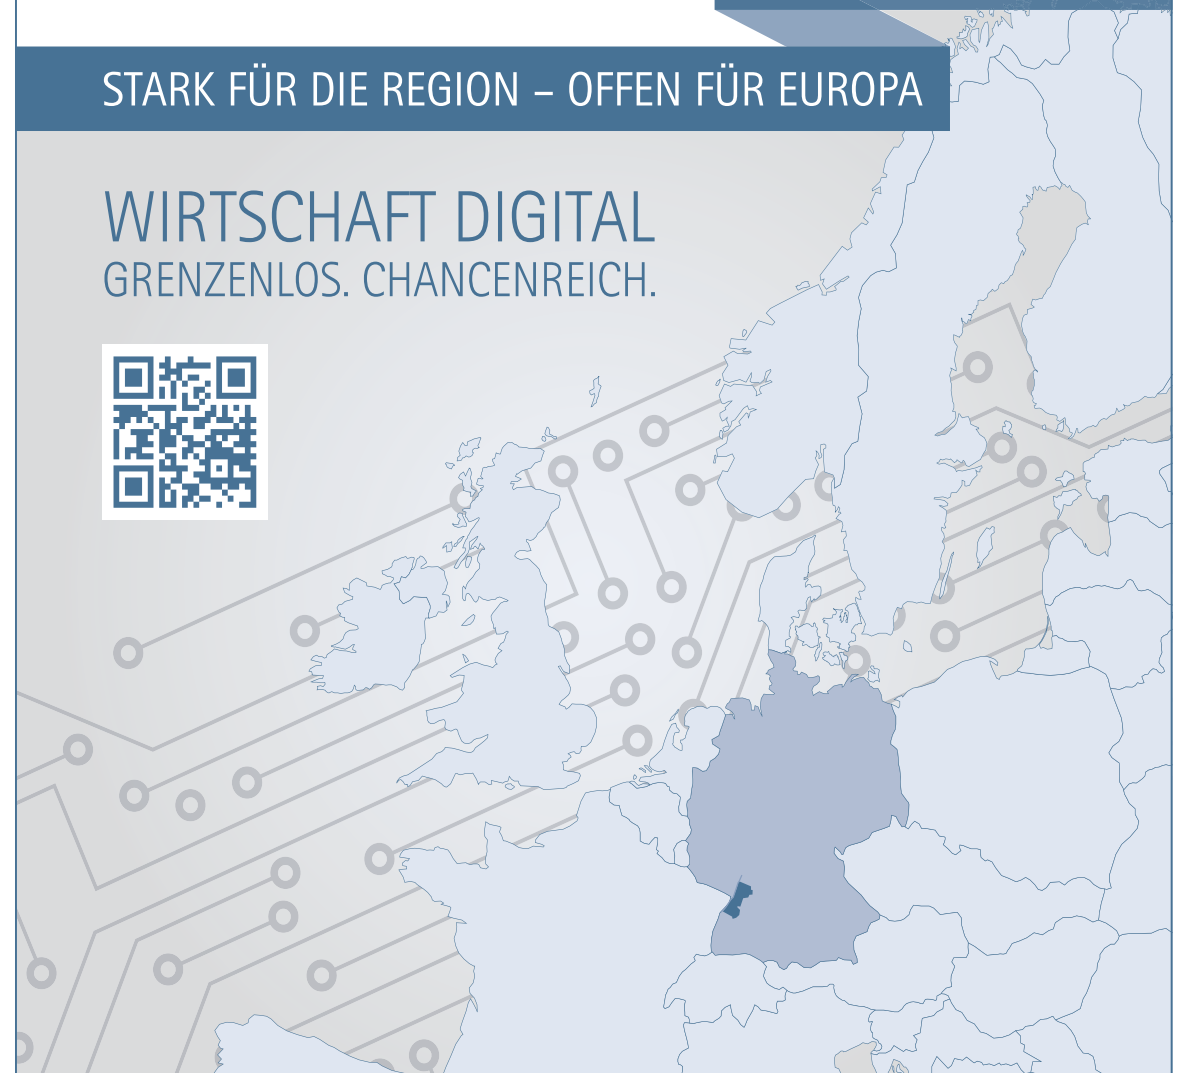 STARK FÜR DIE REGION – OFFEN FÜR EUROPA
WIRTSCHAFT DIGITAL
GRENZENLOS. CHANCENREICH.